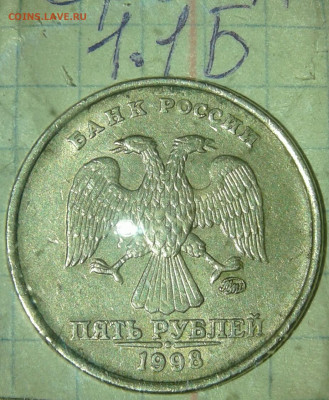 COINS.LAVE.RU
1.1Б
БАНК РОССИИ
ПЯТЬ РУБЛЕЙ
1998